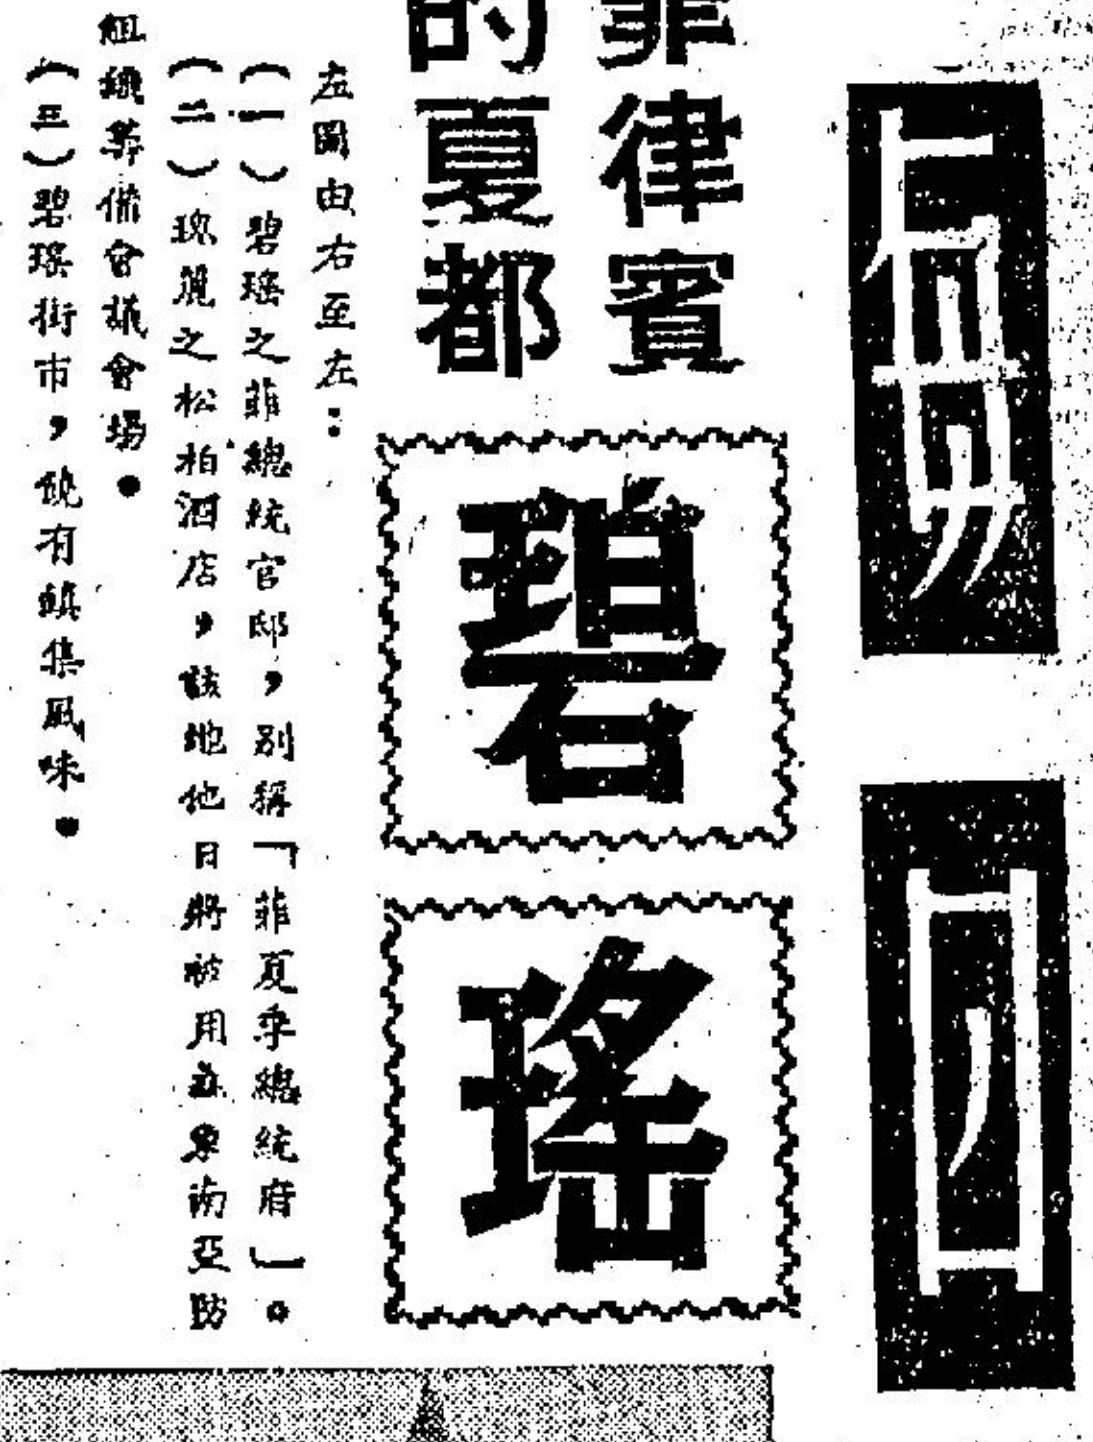 菲律賓
的夏都
碧瑤
左圖由右至左：
（一）碧瑤之菲總統官邸，別稱「菲夏季總統府」。
（二）瑰麗之松柏酒店，該地他日將被用為東南亞防
組織籌備會議會場。
（三）碧瑤街市，饒有鎮集風味。